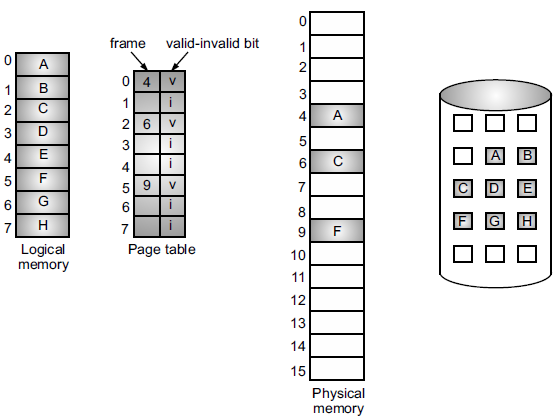 frame valid-invalid bit
0 A
1 B
2 C
3 D
4 E
5 F
6 G
7 H
Logical
memory
0 4 v
1 i
2 6 v
3 i
4 i
5 9 v
6 i
7 i
Page table
0
1
2
3
4 A
5
6 C
7
8
9 F
10
11
12
13
14
15
Physical
memory
A B
C D E
F G H